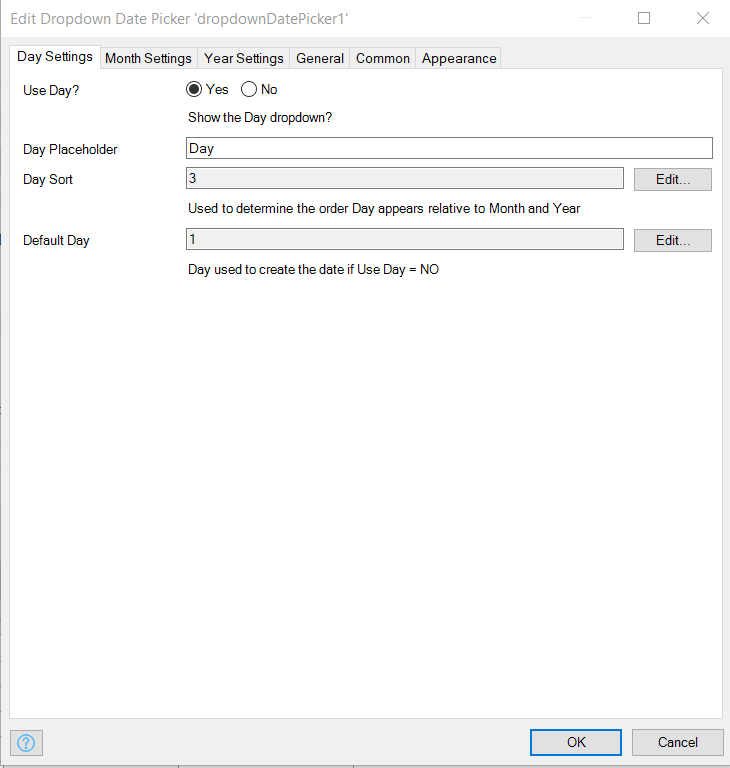 Edit Dropdown Date Picker 'dropdownDatePicker1'
Day Settings Month Settings Year Settings General Common Appearance
Use Day? Yes No
Show the Day dropdown?
Day Placeholder Day
Day Sort 3 Edit...
Used to determine the order Day appears relative to Month and Year
Default Day 1 Edit...
Day used to create the date if Use Day = NO
? OK Cancel